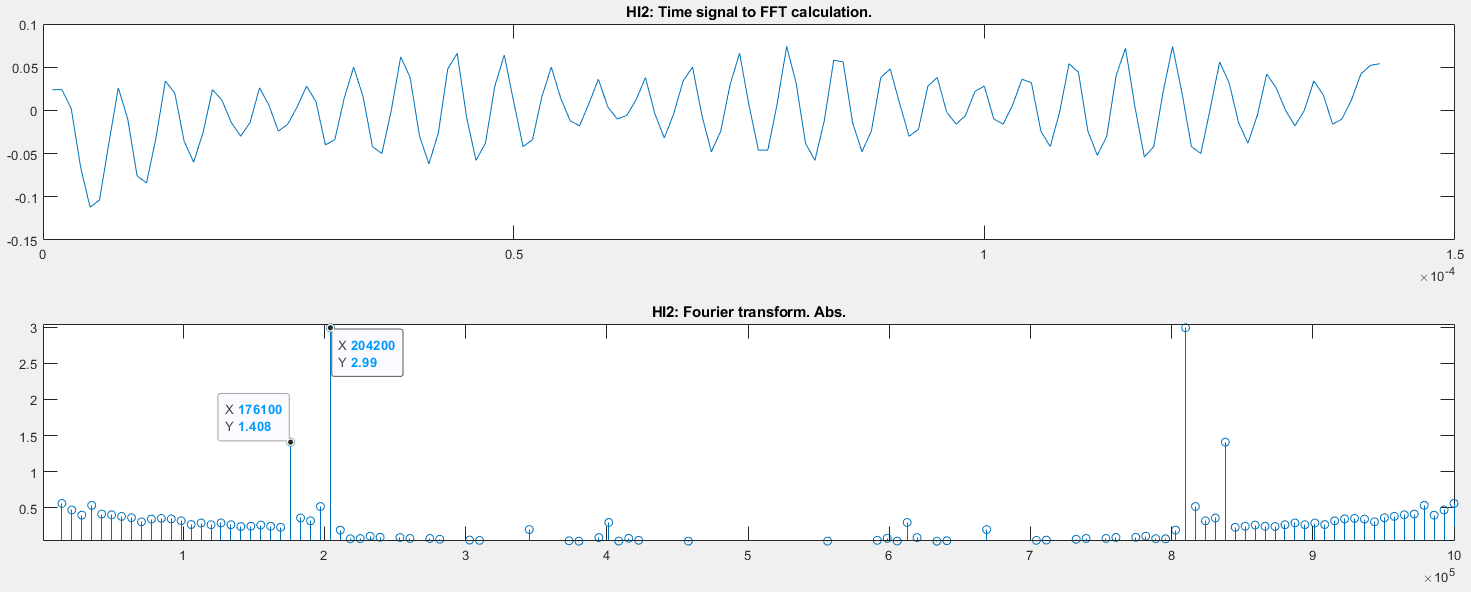 HI2: Time signal to FFT calculation.
0.1
0.05
0
-0.05
-0.1
-0.15
0 0.5 1 1.5
×10-4
HI2: Fourier transform. Abs.
3
2.5
2
1.5
1
0.5
X 204200
Y 2.99
X 176100
Y 1.408
1 2 3 4 5 6 7 8 9 10
×105